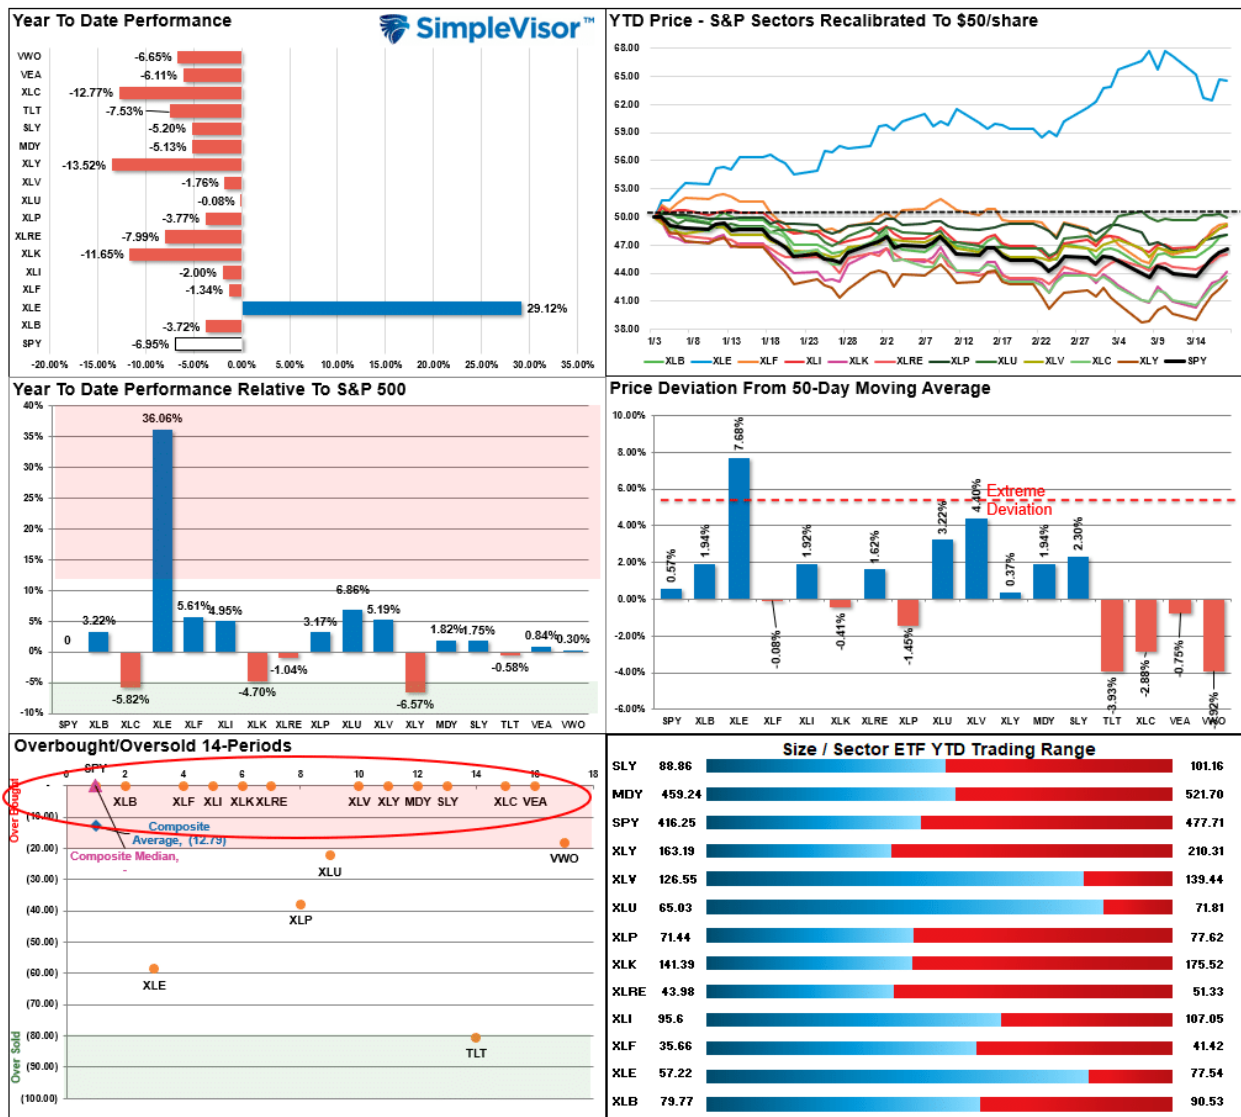 Year To Date Performance
SimpleVisor™
VWO
-6.65%
VEA
-6.11%
XLC
-12.77%
TLT
-7.53%
SLY
-5.20%
MDY
-5.13%
XLY
-13.52%
XLV
-1.76%
XLU
-0.08%
XLP
-3.77%
XLRE
-7.99%
XLK
-11.65%
XLI
-2.00%
XLF
-1.34%
XLE
29.12%
XLB
-3.72%
SPY
-6.95%
-20.00% -15.00% -10.00% -5.00% 0.00% 5.00% 10.00% 15.00% 20.00% 25.00% 30.00% 35.00%
YTD Price - S&P Sectors Recalibrated To $50/share
68.00
65.00
62.00
59.00
56.00
53.00
50.00
47.00
44.00
41.00
38.00
1/3 1/8 1/13 1/18 1/23 1/28 2/2 2/7 2/12 2/17 2/22 2/27 3/4 3/9 3/14
XLB XLE XLF XLI XLK XLRE XLP XLU XLV XLC XLY SPY
Year To Date Performance Relative To S&P 500
40%
35%
30%
25%
20%
15%
10%
5%
0%
-5%
-10%
0
3.22%
-5.82%
36.06%
5.61%
4.95%
-4.70%
-1.04%
3.17%
6.86%
5.19%
-6.57%
1.82%
1.75%
-0.58%
0.84%
0.30%
SPY XLB XLC XLE XLF XLI XLK XLRE XLP XLU XLV XLY MDY SLY TLT VEA VWO
Price Deviation From 50-Day Moving Average
10.00%
8.00%
6.00%
4.00%
2.00%
0.00%
-2.00%
-4.00%
-6.00%
0.57%
1.94%
7.68%
-0.08%
1.92%
-0.41%
1.62%
-1.45%
3.22%
4.40%
0.37%
1.94%
2.30%
-3.93%
-2.88%
-0.75%
-3.92%
Extreme
Deviation
SPY XLB XLE XLF XLI XLK XLRE XLP XLU XLV XLY MDY SLY TLT XLC VEA VWO
Overbought/Oversold 14-Periods
0 2 4 6 8 10 12 14 16 18
SPY
-
(10.00)
(20.00)
(30.00)
(40.00)
(50.00)
(60.00)
(70.00)
(80.00)
(90.00)
(100.00)
Over Bought
Over Sold
XLB XLF XLI XLK XLRE XLV XLY MDY SLY XLC VEA
Composite
Average, (12.79)
Composite Median,
-
VWO
XLU
XLP
XLE
TLT
Size / Sector ETF YTD Trading Range
SLY 88.86 101.16
MDY 459.24 521.70
SPY 416.25 477.71
XLY 163.19 210.31
XLV 126.55 139.44
XLU 65.03 71.81
XLP 71.44 77.62
XLK 141.39 175.52
XLRE 43.98 51.33
XLI 95.6 107.05
XLF 35.66 41.42
XLE 57.22 77.54
XLB 79.77 90.53